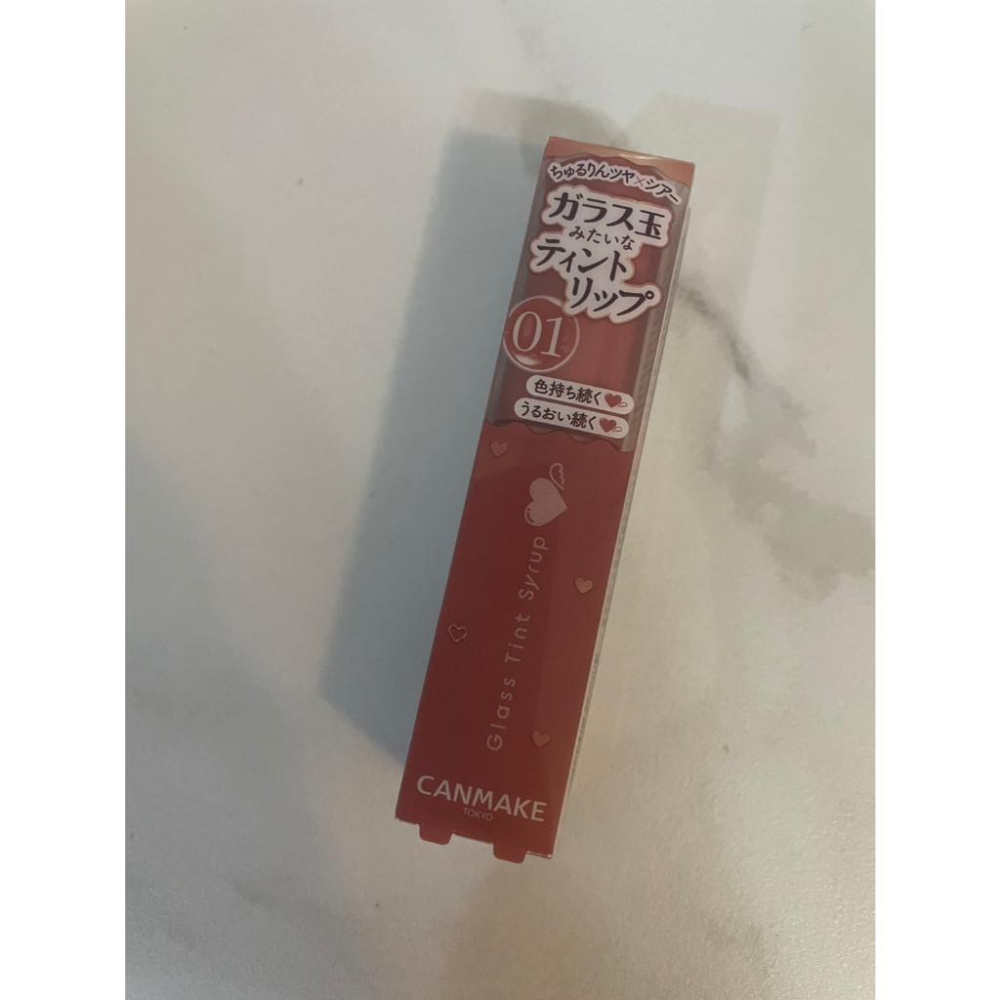 ちゅるりんツヤ×シアー
ガラス玉
みたいな
ティント
リップ
01
色持ち続く
うるおい続く
Glass Tint Syrup
CANMAKE
TOKYO